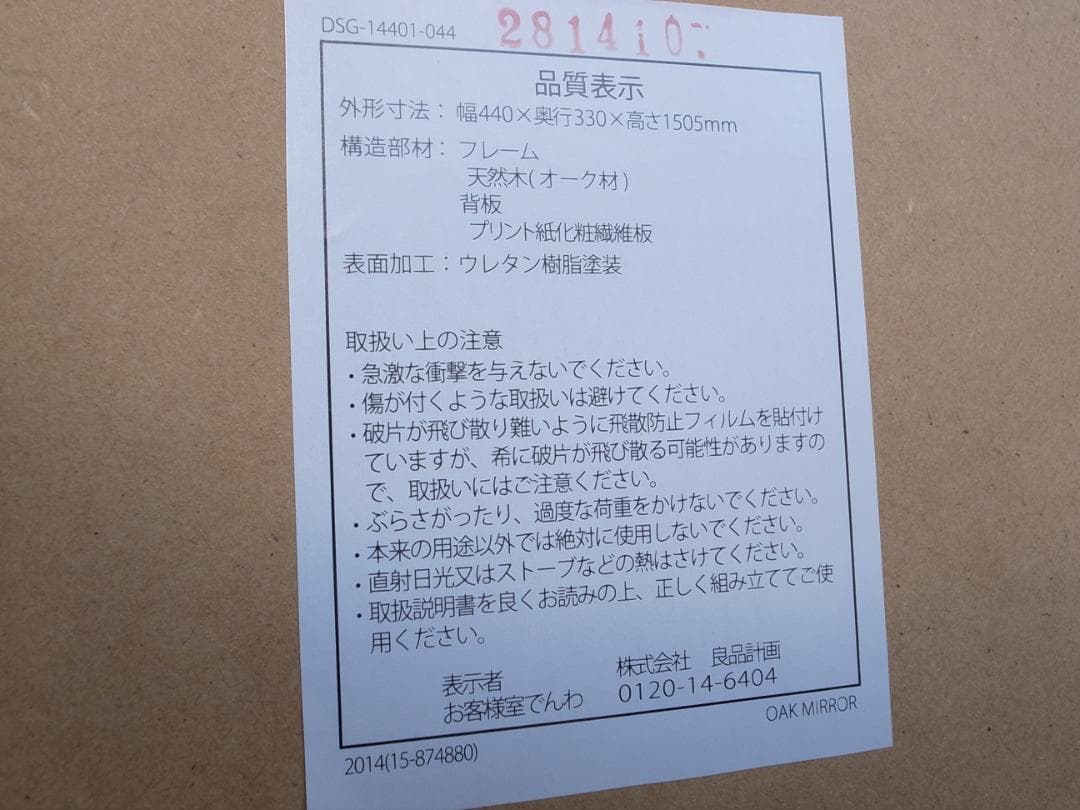 DSG-14401-044
281410
品質表示
外形寸法：幅440×奥行330×高さ1505mm
構造部材：フレーム
天然木(オーク材)
背板
プリント紙化粧繊維板
表面加工：ウレタン樹脂塗装
取扱い上の注意
・急激な衝撃を与えないでください。
・傷が付くような取扱いは避けてください。
・破片が飛び散り難いように飛散防止フィルムを貼付け
ていますが、希に破片が飛び散る可能性がありますの
で、取扱いにはご注意ください。
・ぶらさがったり、過度な荷重をかけないでください。
・本来の用途以外では絶対に使用しないでください。
・直射日光又はストーブなどの熱はさけてください。
・取扱説明書を良くお読みの上、正しく組み立ててご使
用ください。
表示者 株式会社 良品計画
お客様室でんわ 0120-14-6404
OAK MIRROR
2014(15-874880)